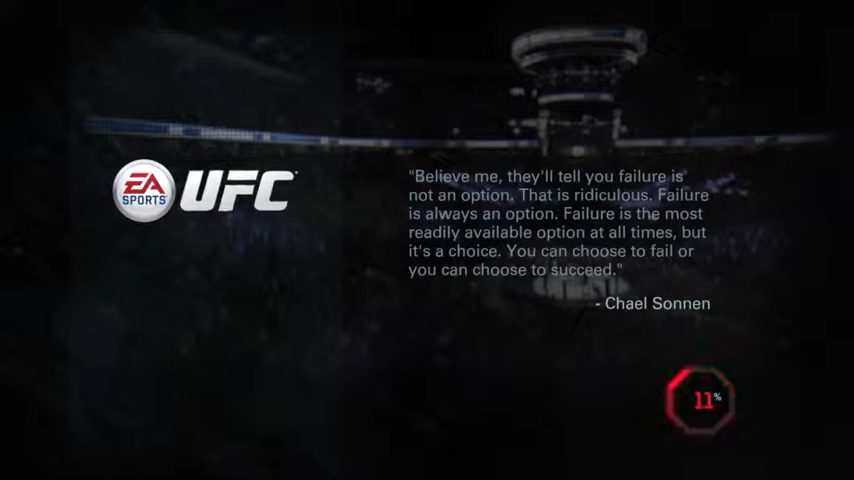 EA
SPORTS
UFC
"Believe me, they'll tell you failure is
not an option. That is ridiculous. Failure
is always an option. Failure is the most
readily available option at all times, but
it's a choice. You can choose to fail or
you can choose to succeed."
- Chael Sonnen
11%